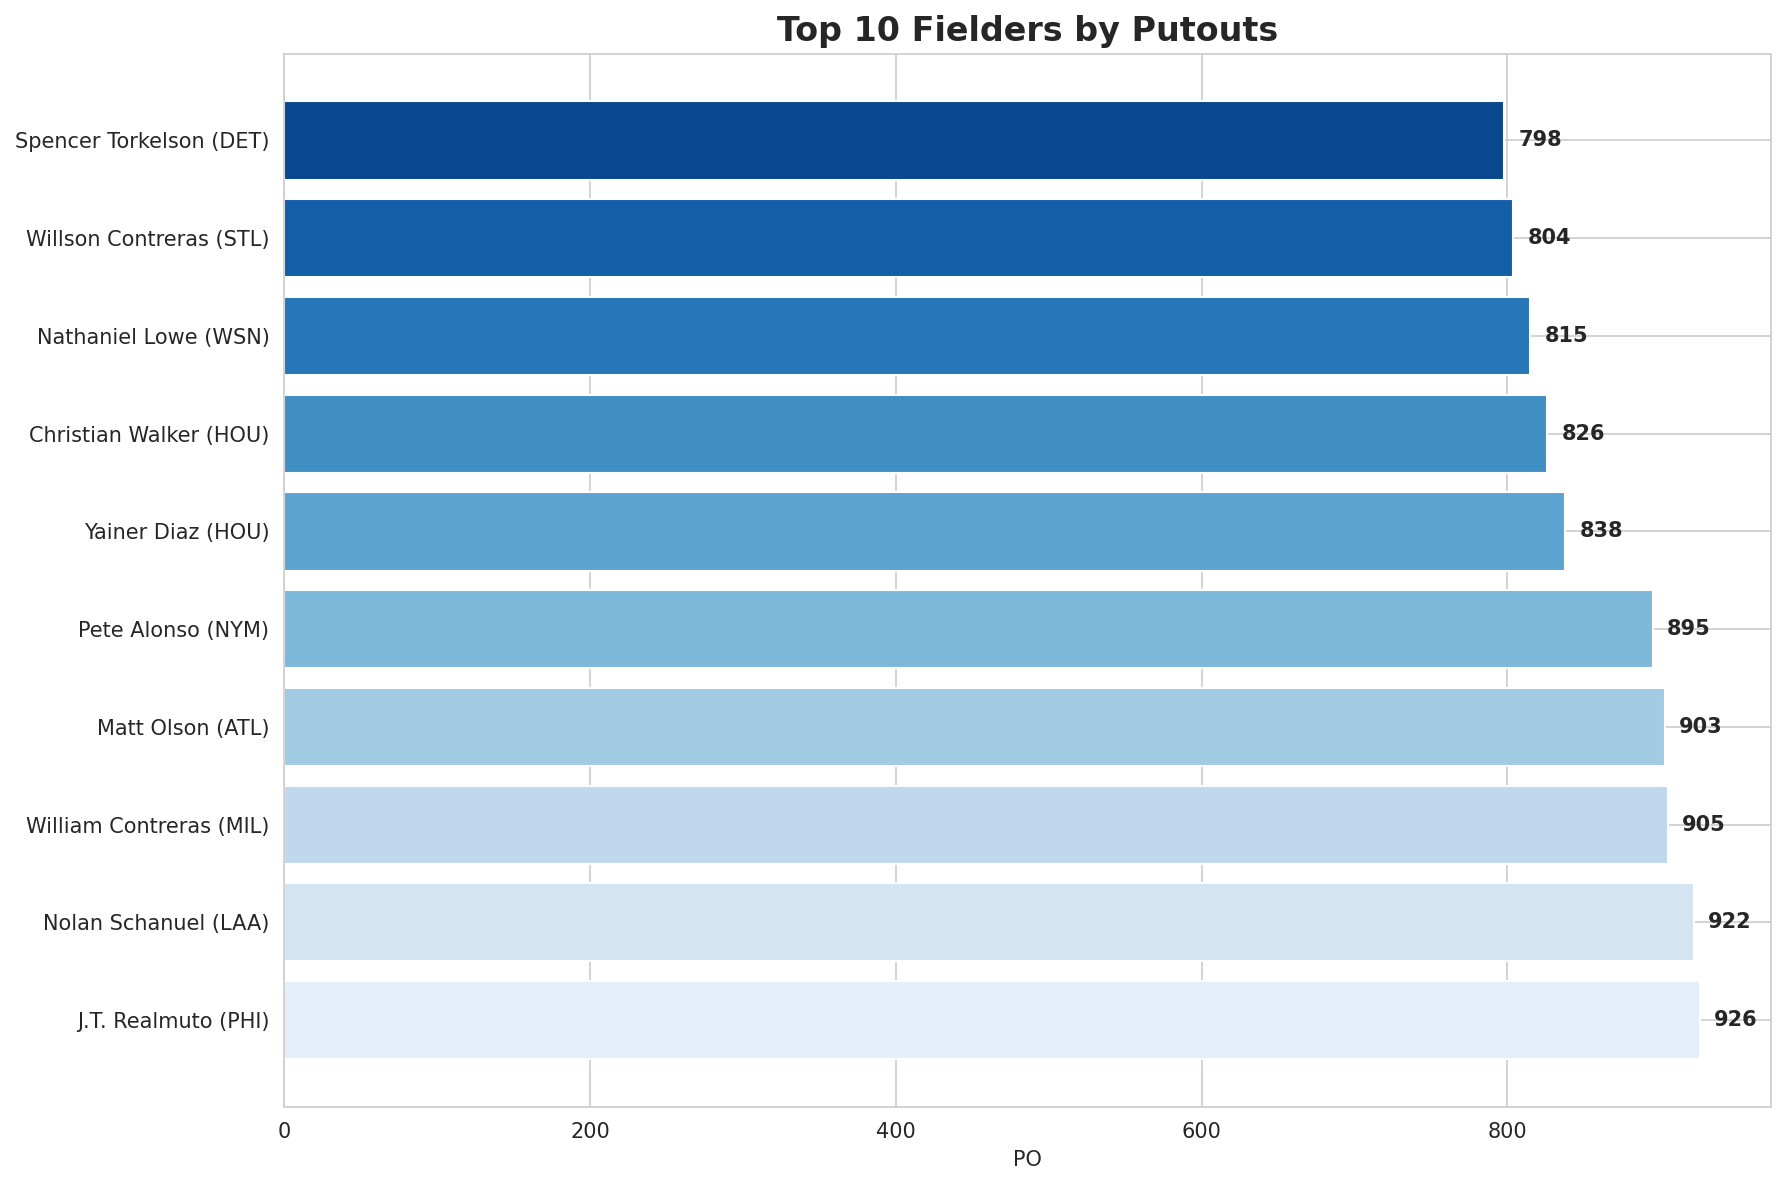 Top 10 Fielders by Putouts
Spencer Torkelson (DET) 798
Willson Contreras (STL) 804
Nathaniel Lowe (WSN) 815
Christian Walker (HOU) 826
Yainer Diaz (HOU) 838
Pete Alonso (NYM) 895
Matt Olson (ATL) 903
William Contreras (MIL) 905
Nolan Schanuel (LAA) 922
J.T. Realmuto (PHI) 926
0 200 400 600 800
PO